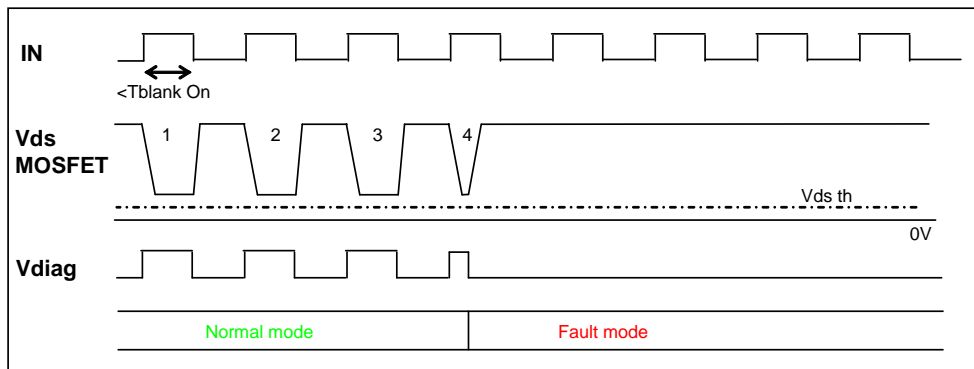 IN
<Tblank On
Vds
MOSFET
1 2 3 4
Vds th
0V
Vdiag
Normal mode Fault mode